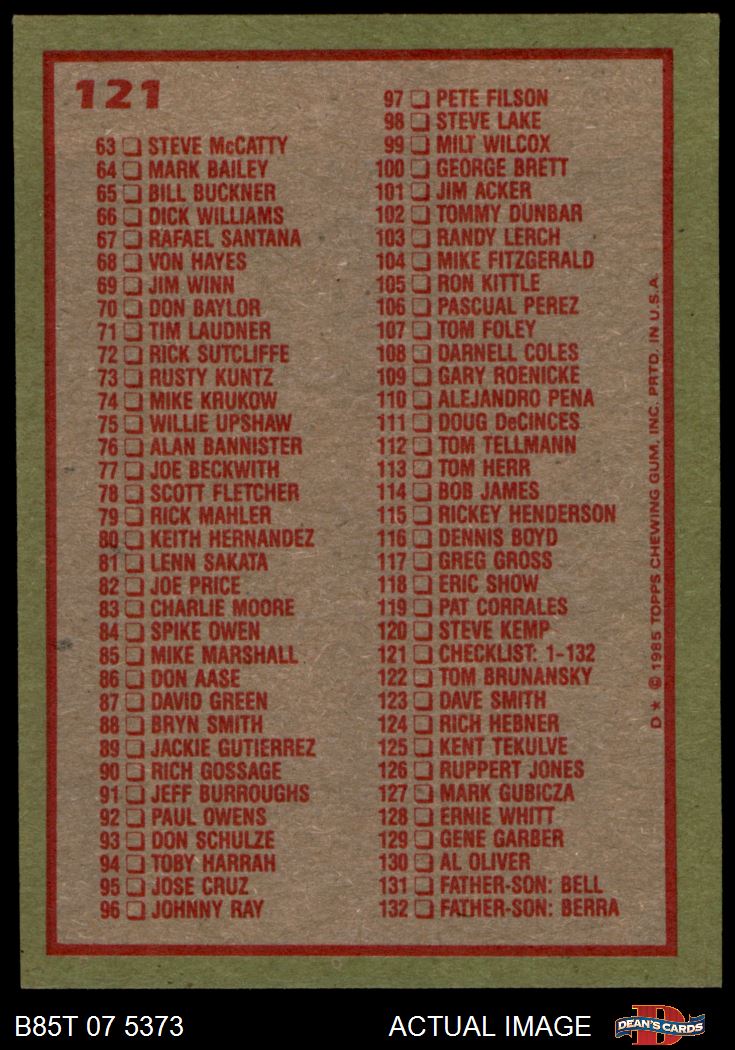 121
63 STEVE McCATTY
64 MARK BAILEY
65 BILL BUCKNER
66 DICK WILLIAMS
67 RAFAEL SANTANA
68 VON HAYES
69 JIM WINN
70 DON BAYLOR
71 TIM LAUDNER
72 RICK SUTCLIFFE
73 RUSTY KUNTZ
74 MIKE KRUKOW
75 WILLIE UPSHAW
76 ALAN BANNISTER
77 JOE BECKWITH
78 SCOTT FLETCHER
79 RICK MAHLER
80 KEITH HERNANDEZ
81 LENN SAKATA
82 JOE PRICE
83 CHARLIE MOORE
84 SPIKE OWEN
85 MIKE MARSHALL
86 DON AASE
87 DAVID GREEN
88 BRYN SMITH
89 JACKIE GUTIERREZ
90 RICH GOSSAGE
91 JEFF BURROUGHS
92 PAUL OWENS
93 DON SCHULZE
94 TOBY HARRAH
95 JOSE CRUZ
96 JOHNNY RAY
97 PETE FILSON
98 STEVE LAKE
99 MILT WILCOX
100 GEORGE BRETT
101 JIM ACKER
102 TOMMY DUNBAR
103 RANDY LERCH
104 MIKE FITZGERALD
105 RON KITTLE
106 PASCUAL PEREZ
107 TOM FOLEY
108 DARNELL COLES
109 GARY ROENICKE
110 ALEJANDRO PENA
111 DOUG DeCINCES
112 TOM TELLMANN
113 TOM HERR
114 BOB JAMES
115 RICKEY HENDERSON
116 DENNIS BOYD
117 GREG GROSS
118 ERIC SHOW
119 PAT CORRALES
120 STEVE KEMP
121 CHECKLIST: 1-132
122 TOM BRUNANSKY
123 DAVE SMITH
124 RICH HEBNER
125 KENT TEKULVE
126 RUPPERT JONES
127 MARK GUBICZA
128 ERNIE WHITT
129 GENE GARBER
130 AL OLIVER
131 FATHER-SON: BELL
132 FATHER-SON: BERRA
D* © 1985 TOPPS CHEWING GUM, INC. PRTD. IN U.S.A.
B85T 07 5373
ACTUAL IMAGE
DEAN'S CARDS